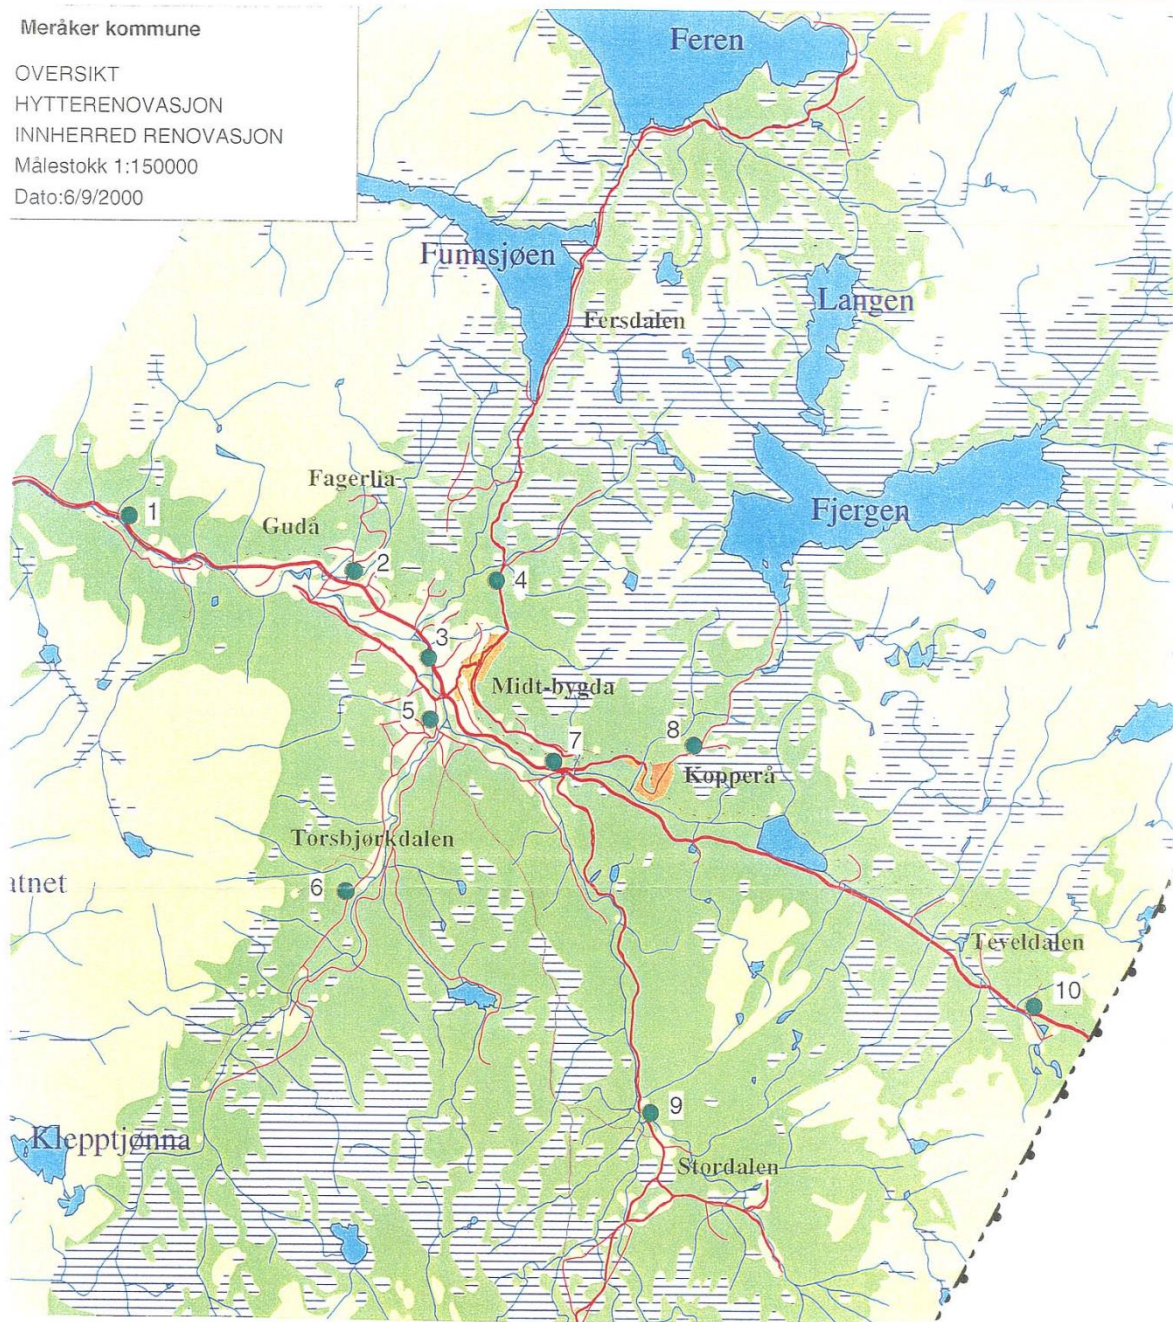 Meråker kommune
OVERSIKT
HYTTERENOVASJON
INNHERRED RENOVASJON
Målestokk 1:150000
Dato:6/9/2000
Feren
Funnsjøen
Langen
Fersdalen
Fagerlia
Fjergen
1
Gudå
2
4
3
Midt-bygda
5
7
8
Kopperå
Torsbjørkdalen
6
atnet
Teveldalen
10
9
Klepptjønna
Stordalen